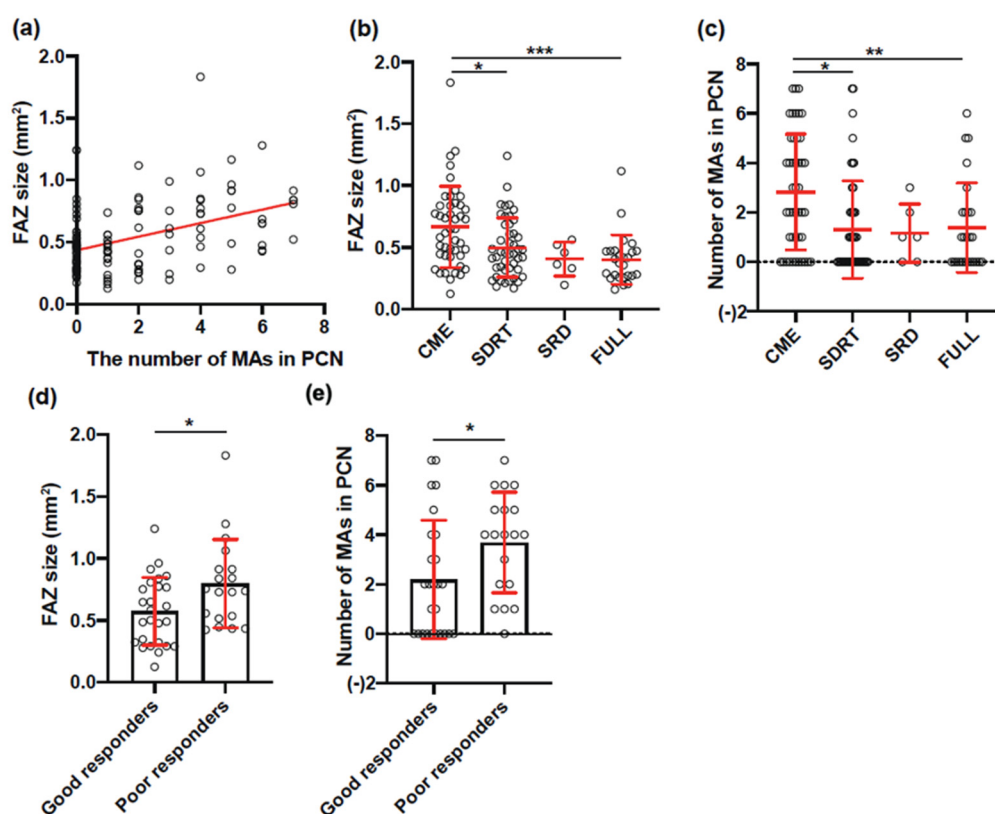 (a)
2.0
1.5
1.0
0.5
0.0
FAZ size (mm²)
0 2 4 6 8
The number of MAs in PCN
(b)
***
*
2.0
1.5
1.0
0.5
0.0
FAZ size (mm²)
CME
SDRT
SRD
FULL
(c)
**
*
8
6
4
2
0
(-)2
Number of MAs in PCN
CME
SDRT
SRD
FULL
(d)
*
2.0
1.5
1.0
0.5
0.0
FAZ size (mm²)
Good responders
Poor responders
(e)
*
8
6
4
2
0
(-)2
Number of MAs in PCN
Good responders
Poor responders